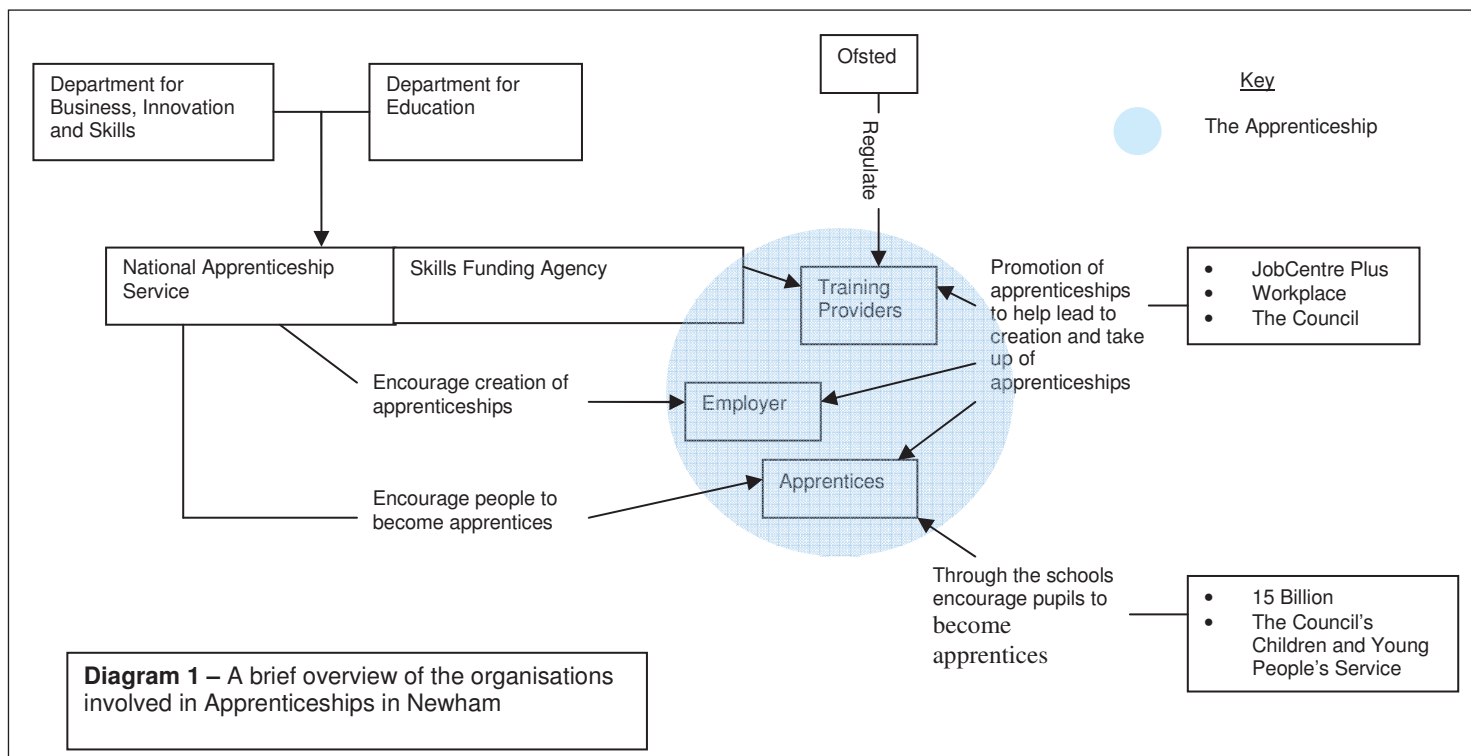 Department for
Business, Innovation
and Skills
Department for
Education
Ofsted
Key
The Apprenticeship
Regulate
National Apprenticeship
Service
Skills Funding Agency
Training
Providers
Promotion of
apprenticeships
to help lead to
creation and take
up of
apprenticeships
• JobCentre Plus
• Workplace
• The Council
Encourage creation of
apprenticeships
Employer
Encourage people to
become apprentices
Apprentices
Through the schools
encourage pupils to
become
apprentices
• 15 Billion
• The Council's
Children and Young
People's Service
Diagram 1 – A brief overview of the organisations
involved in Apprenticeships in Newham